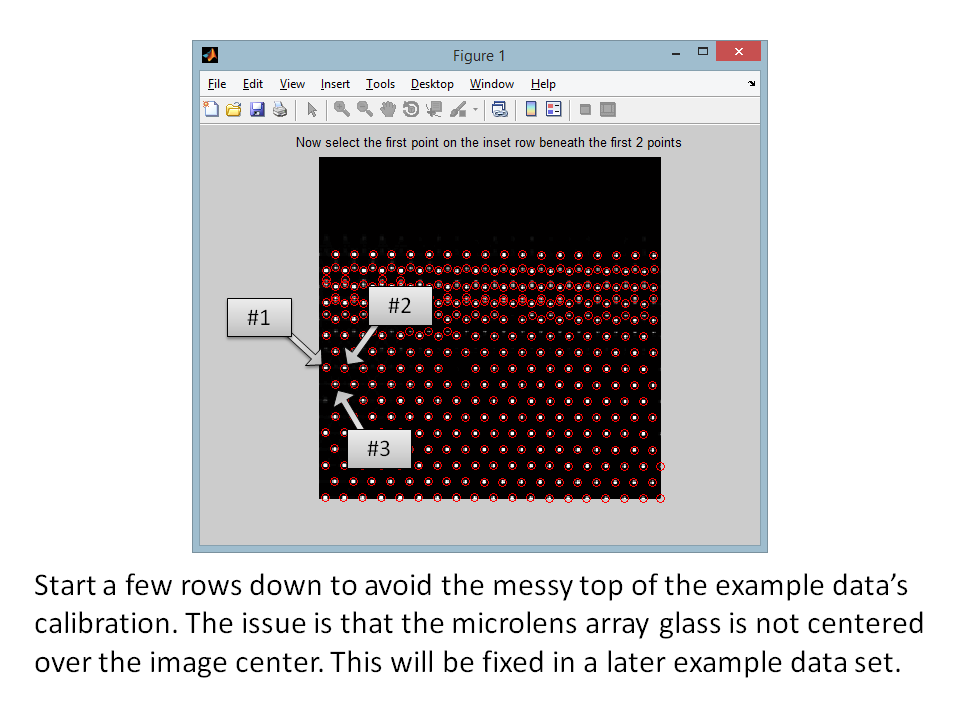 Figure 1
File Edit View Insert Tools Desktop Window Help
Now select the first point on the inset row beneath the first 2 points
#1
#2
#3
Start a few rows down to avoid the messy top of the example data’s
calibration. The issue is that the microlens array glass is not centered
over the image center. This will be fixed in a later example data set.